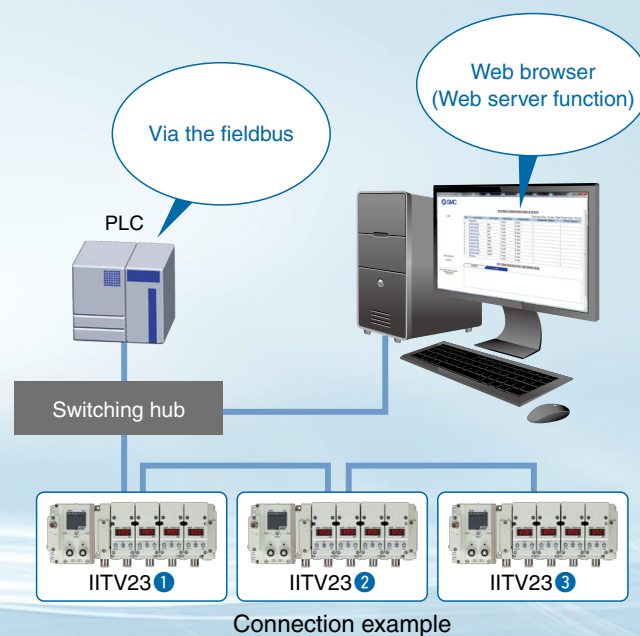 Web browser
(Web server function)
Via the fieldbus
PLC
SMC
Switching hub
IITV23 1
IITV23 2
IITV23 3
Connection example